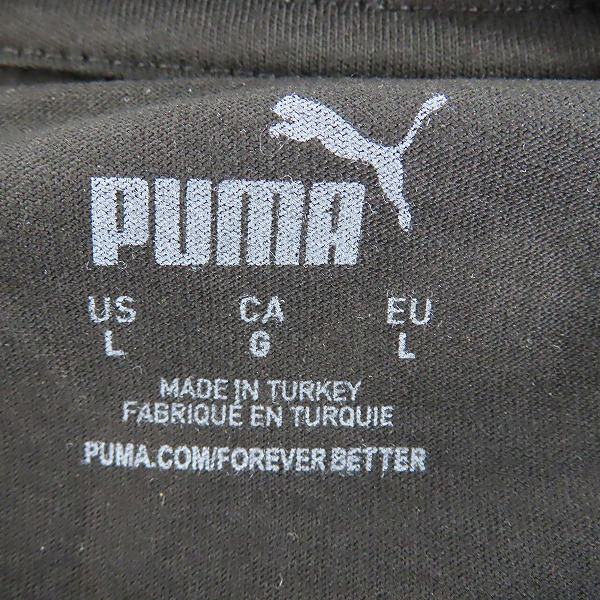 PUMA
US CA EU
L G L
MADE IN TURKEY
FABRIQUÉ EN TURQUIE
PUMA.COM/FOREVER BETTER